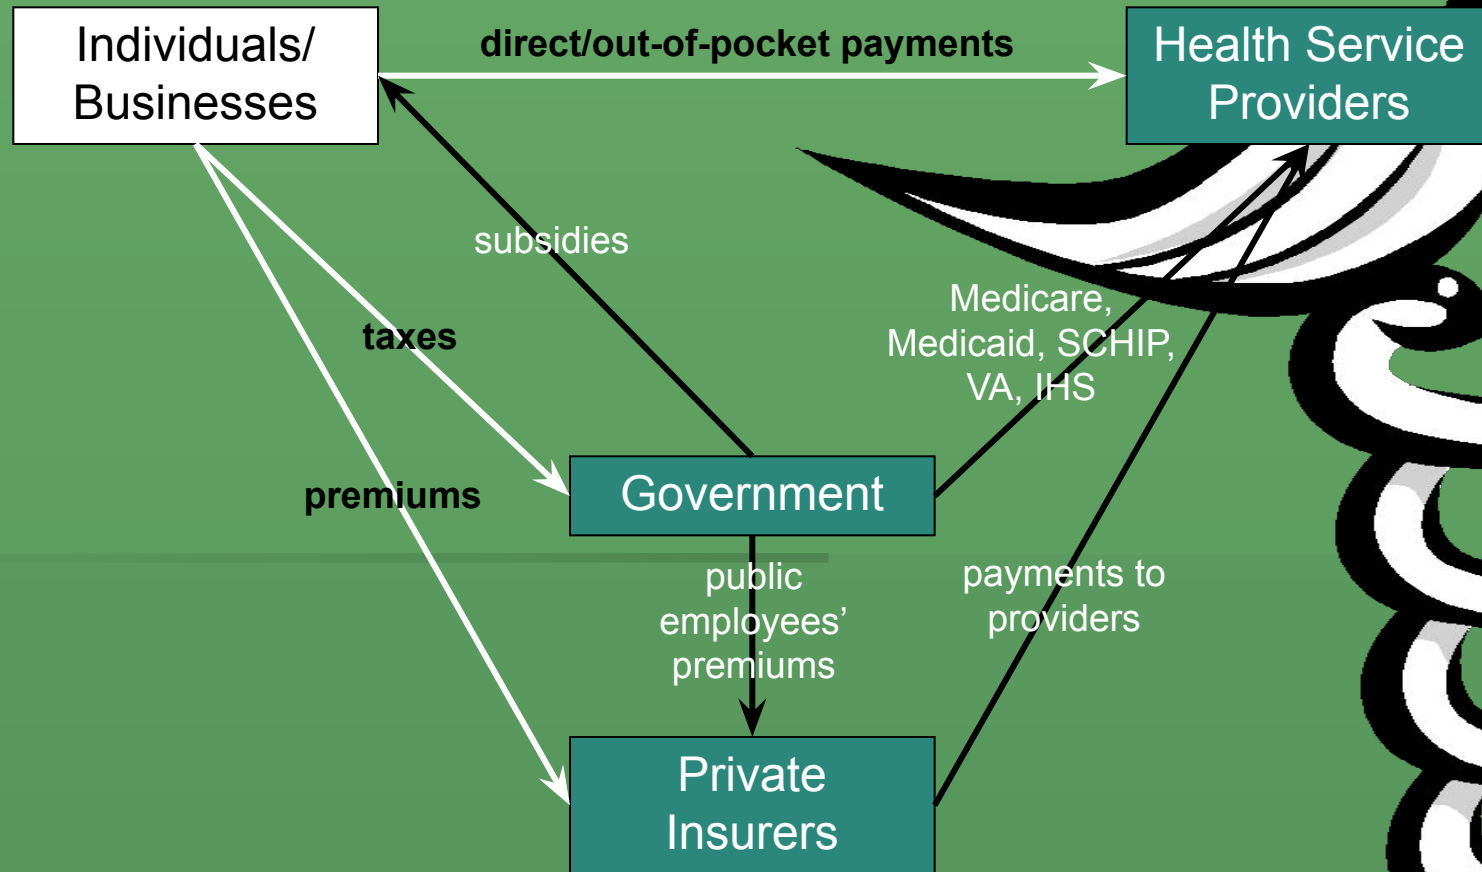 Individuals/
Businesses
direct/out-of-pocket payments
Health Service
Providers
subsidies
taxes
Medicare,
Medicaid, SCHIP,
VA, IHS
premiums
Government
public
employees’
premiums
payments to
providers
Private
Insurers